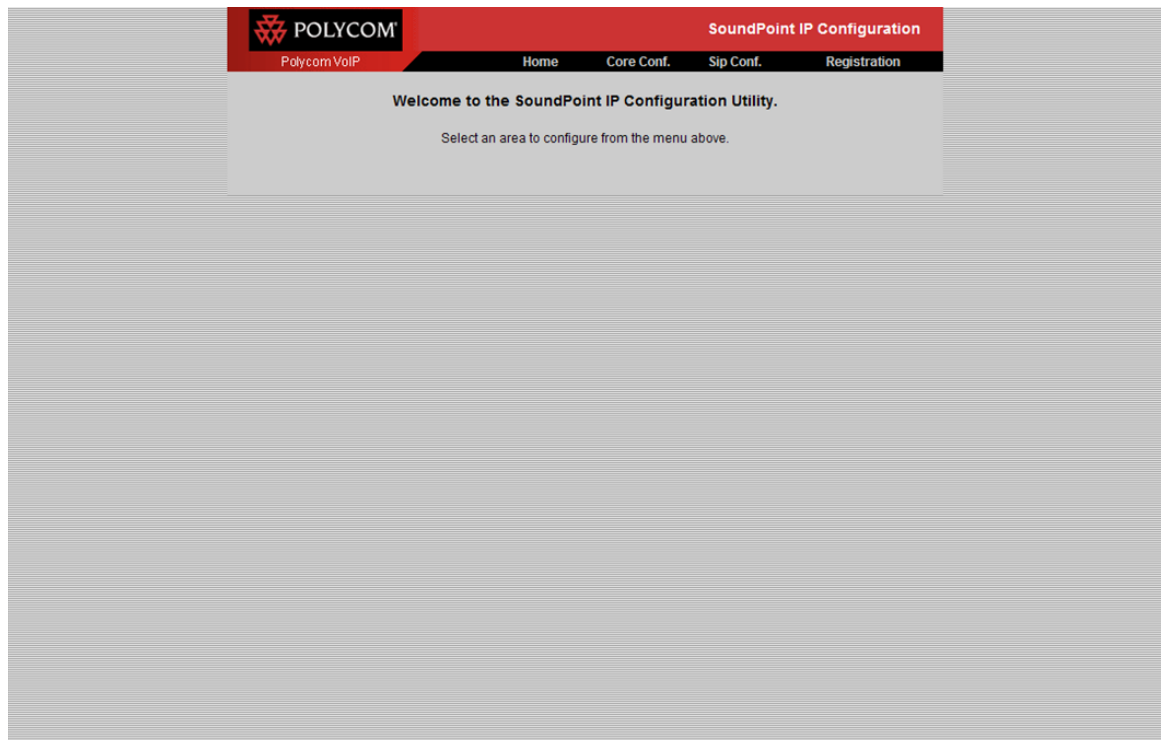 POLYCOM®
SoundPoint IP Configuration
Polycom VoIP
Home Core Conf. Sip Conf. Registration
Welcome to the SoundPoint IP Configuration Utility.
Select an area to configure from the menu above.